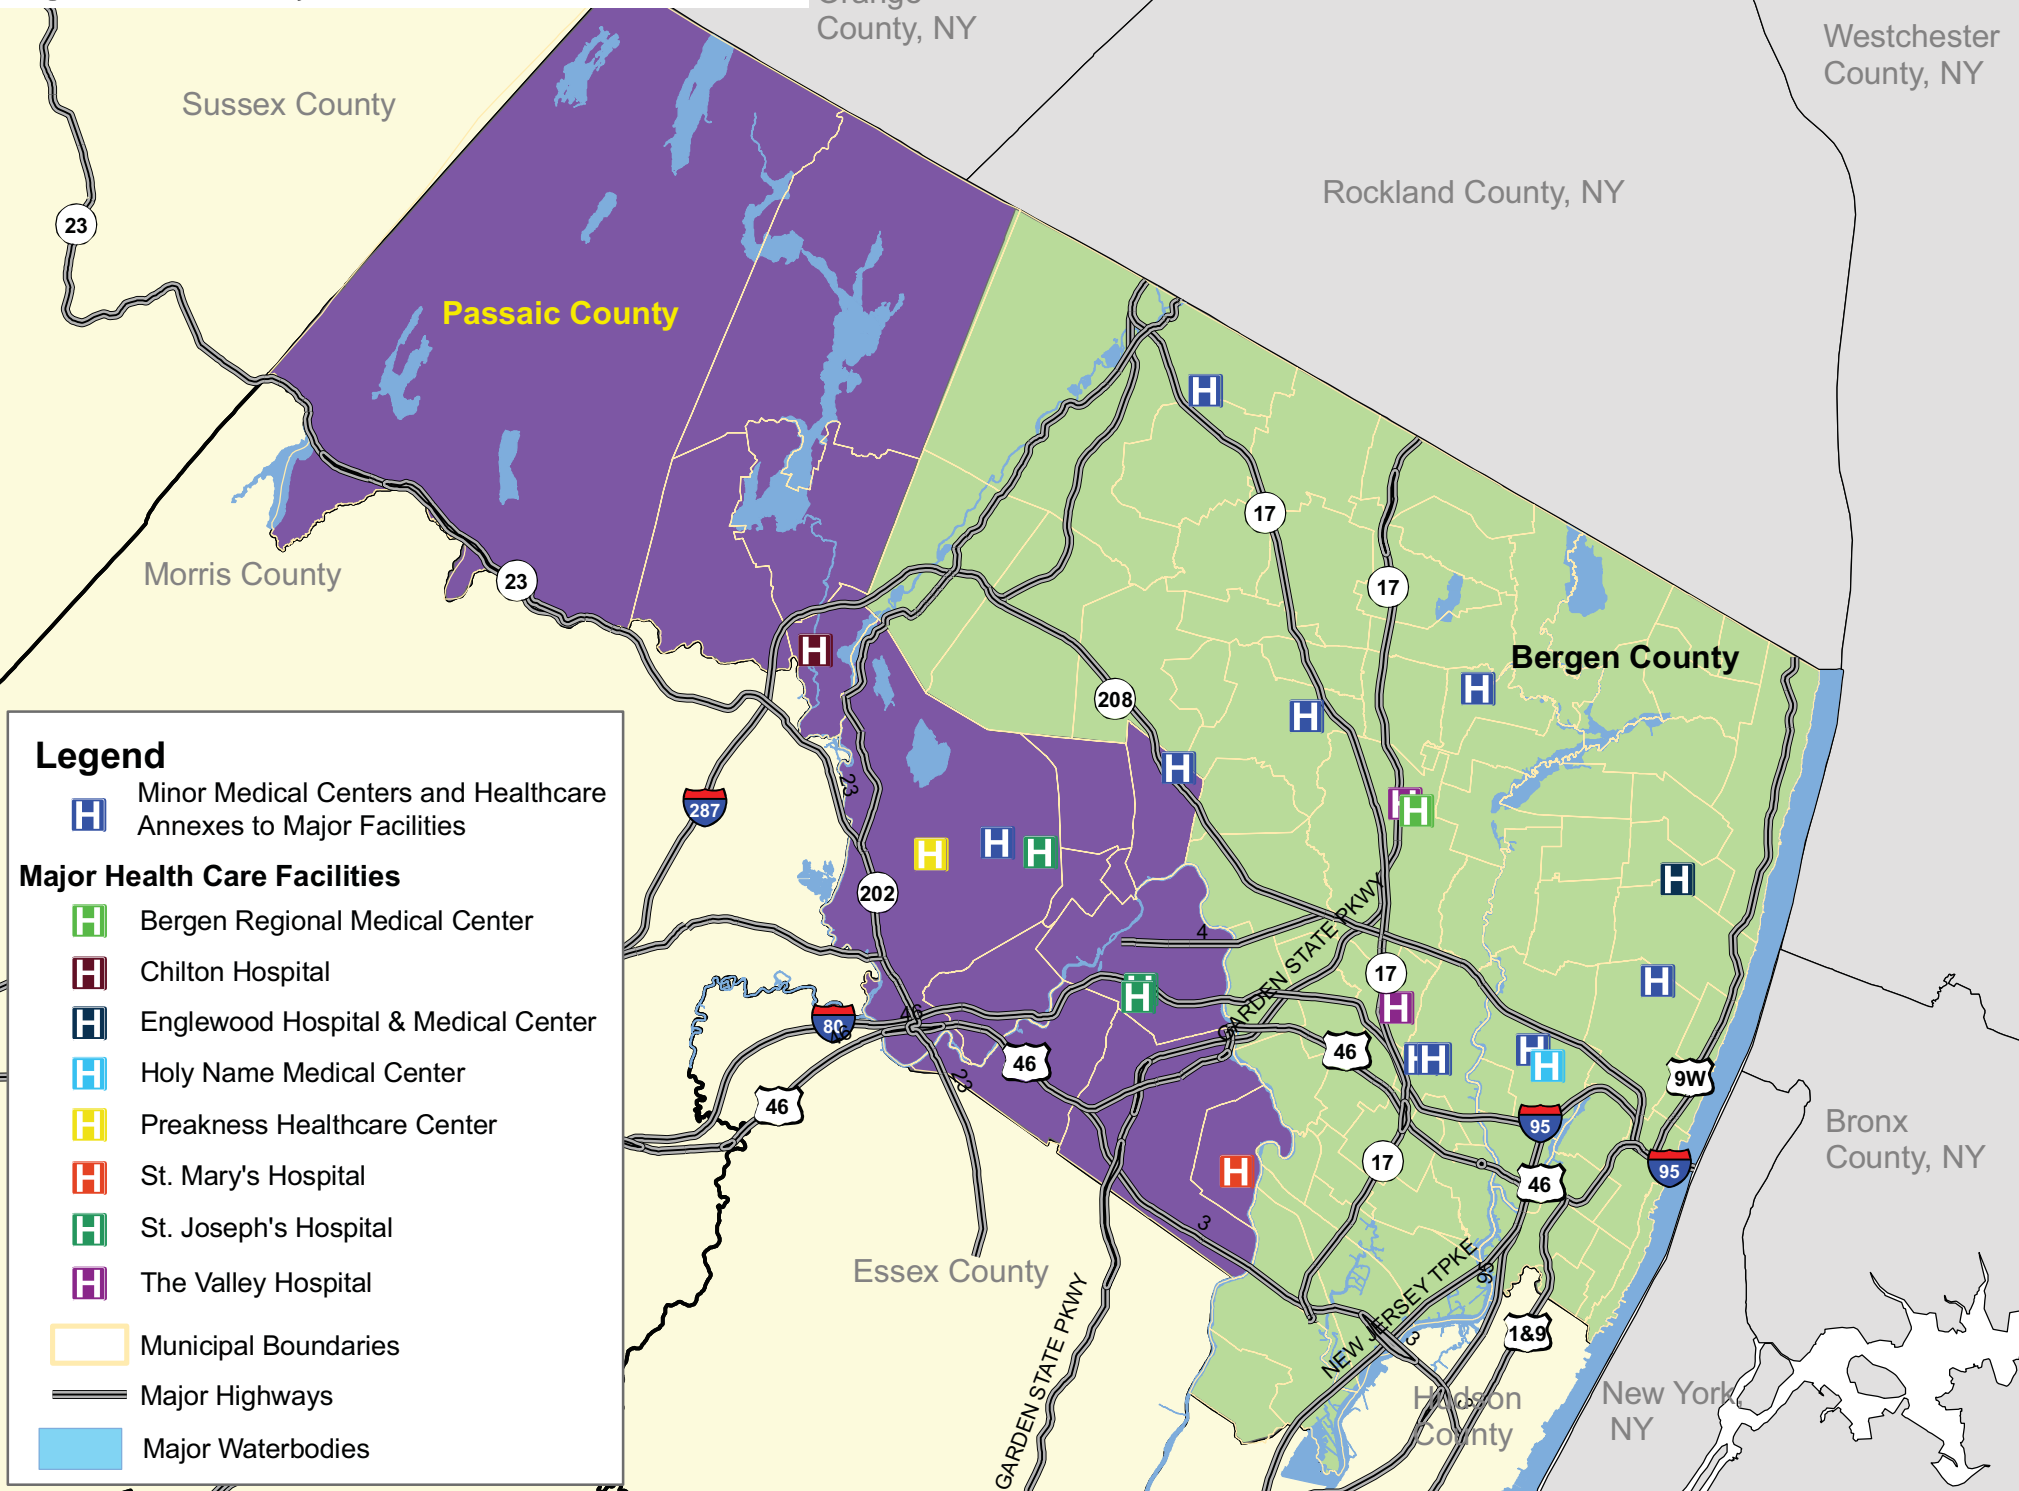 County, NY
Westchester
County, NY
Sussex County
Rockland County, NY
23
Passaic County
H
17
Morris County
23
17
H
Bergen County
H
208
H
H
23
287
H
H
H
H
H
H
202
H
GARDEN STATE PKWY
4
17
H
H
H
46
80
46
46
46
H
H
H
H
9W
23
46
95
Bronx
County, NY
17
95
46
H
3
Essex County
NEW JERSEY TPKE
95
GARDEN STATE PKWY
3
1&9
Hudson
County
3
New York,
NY
Legend
H
Minor Medical Centers and Healthcare
Annexes to Major Facilities
Major Health Care Facilities
H Bergen Regional Medical Center
H Chilton Hospital
H Englewood Hospital & Medical Center
H Holy Name Medical Center
H Preakness Healthcare Center
H St. Mary's Hospital
H St. Joseph's Hospital
H The Valley Hospital
Municipal Boundaries
Major Highways
Major Waterbodies